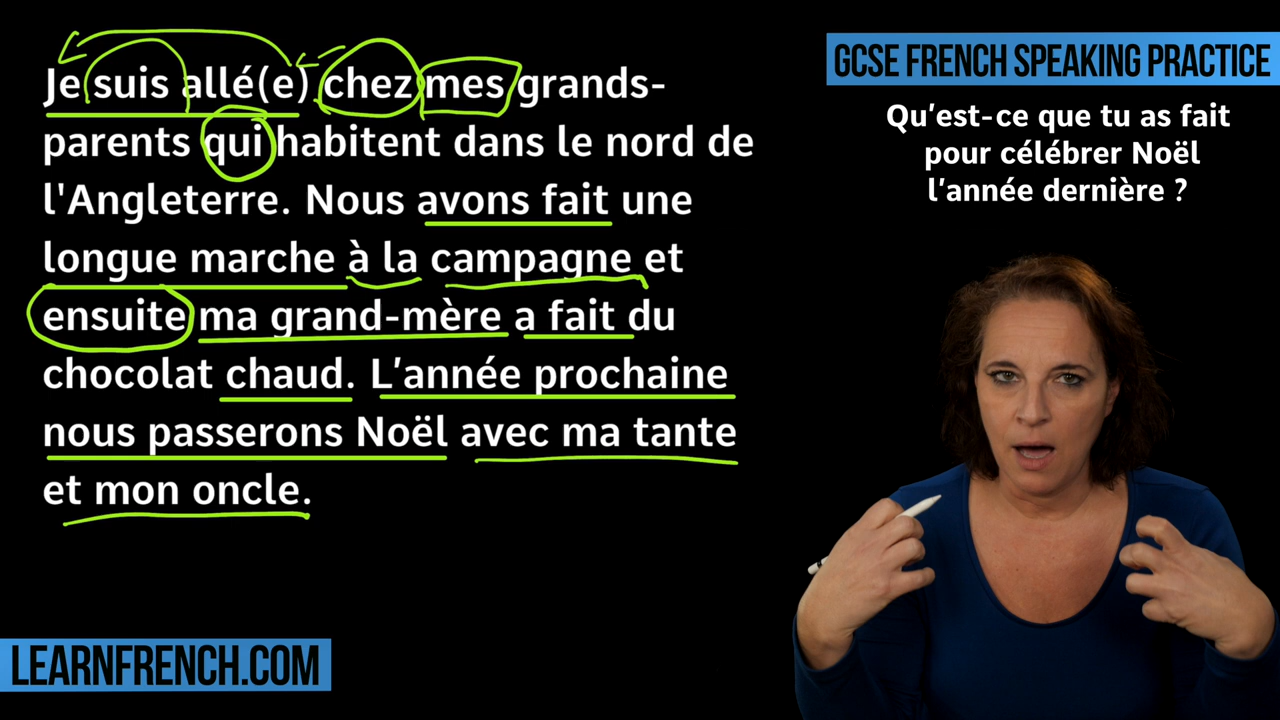 Je suis allé(e) chez mes grands-
parents qui habitent dans le nord de
l'Angleterre. Nous avons fait une
longue marche à la campagne et
ensuite ma grand-mère a fait du
chocolat chaud. L’année prochaine
nous passerons Noël avec ma tante
et mon oncle.
GCSE FRENCH SPEAKING PRACTICE
Qu’est-ce que tu as fait
pour célébrer Noël
l’année dernière ?
LEARNFRENCH.COM